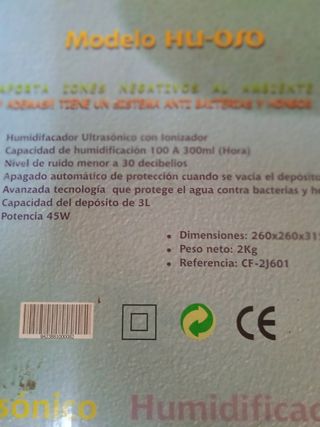 Modelo HU-OSO
APORTA IONES NEGATIVOS AL AMBIENTE
ADEMAS! TIENE UN SISTEMA ANTI BACTERIAS Y HONGOS
Humidifacador Ultrasónico con Ionizador
Capacidad de humidificación 100 A 300ml (Hora)
Nivel de ruido menor a 30 decibelios
Apagado automático de protección cuando se vacia el depósito
Avanzada tecnología que protege el agua contra bacterias y
Capacidad del depósito de 3L
Potencia 45W
• Dimensiones: 260x260x315
• Peso neto: 2Kg
• Referencia: CF-2J601
CE
sónico Humidificad